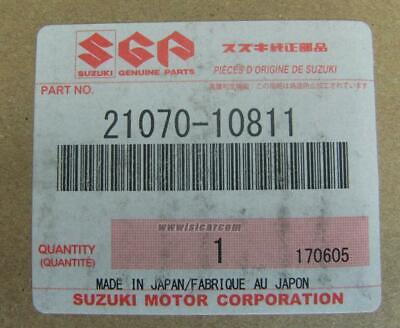 SGP
スズキ純正部品
SUZUKI GENUINE PARTS
PIÈCES D'ORIGINE DE SUZUKI
PART NO.
21070-10811
www.isicar.com
QUANTITY
(QUANTITÉ)
1
170605
MADE IN JAPAN/FABRIQUE AU JAPON
SUZUKI MOTOR CORPORATION